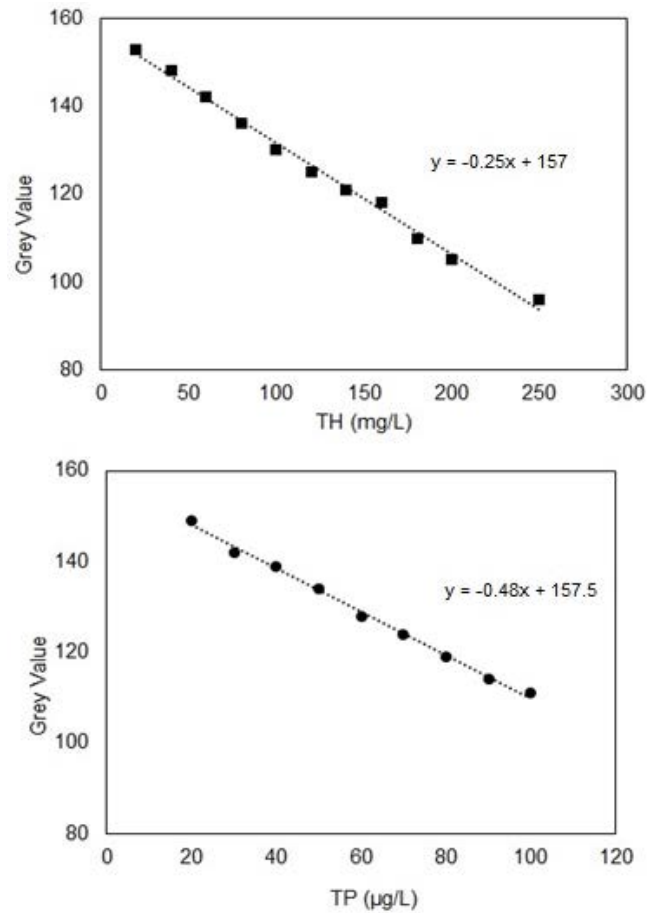 160
140
120
100
80
Grey Value
y = -0.25x + 157
0 50 100 150 200 250 300
TH (mg/L)
160
140
120
100
80
Grey Value
y = -0.48x + 157.5
0 20 40 60 80 100 120
TP (µg/L)